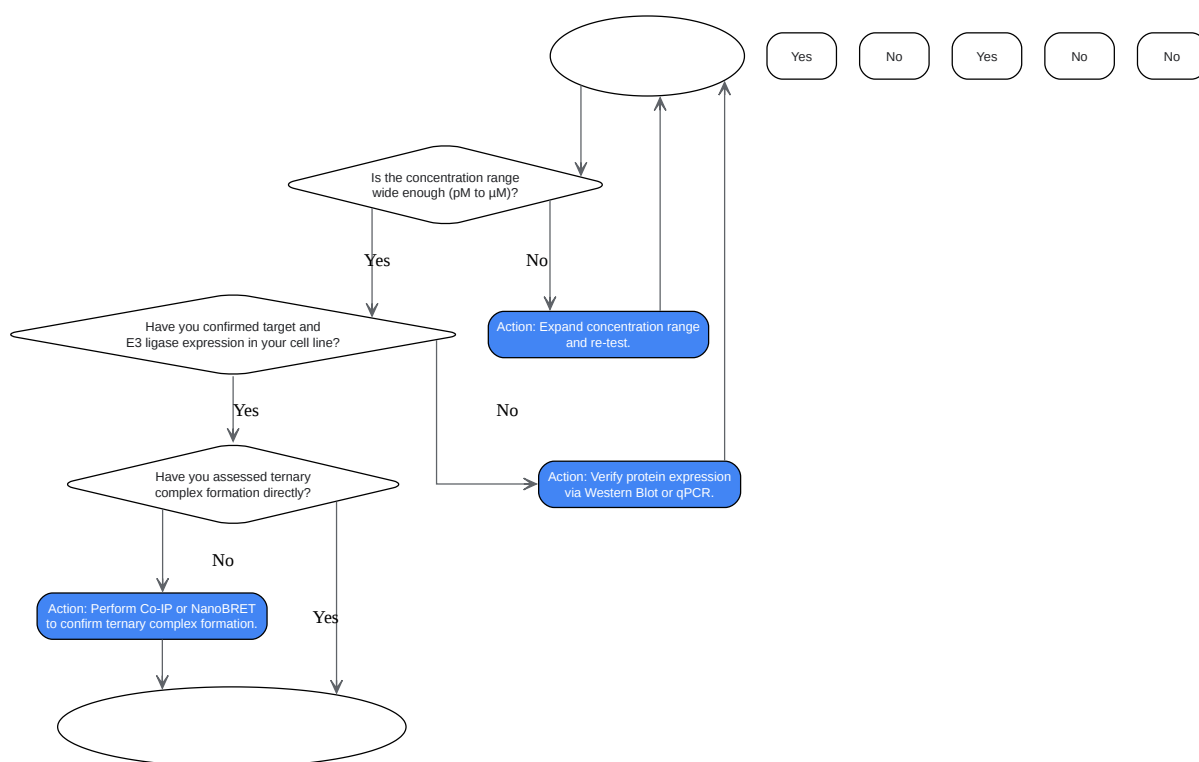 Yes
No
Yes
No
No
Is the concentration range
wide enough (pM to µM)?
Yes
No
Have you confirmed target and
E3 ligase expression in your cell line?
Action: Expand concentration range
and re-test.
Yes
No
Have you assessed ternary
complex formation directly?
Action: Verify protein expression
via Western Blot or qPCR.
No
Action: Perform Co-IP or NanoBRET
to confirm ternary complex formation.
Yes